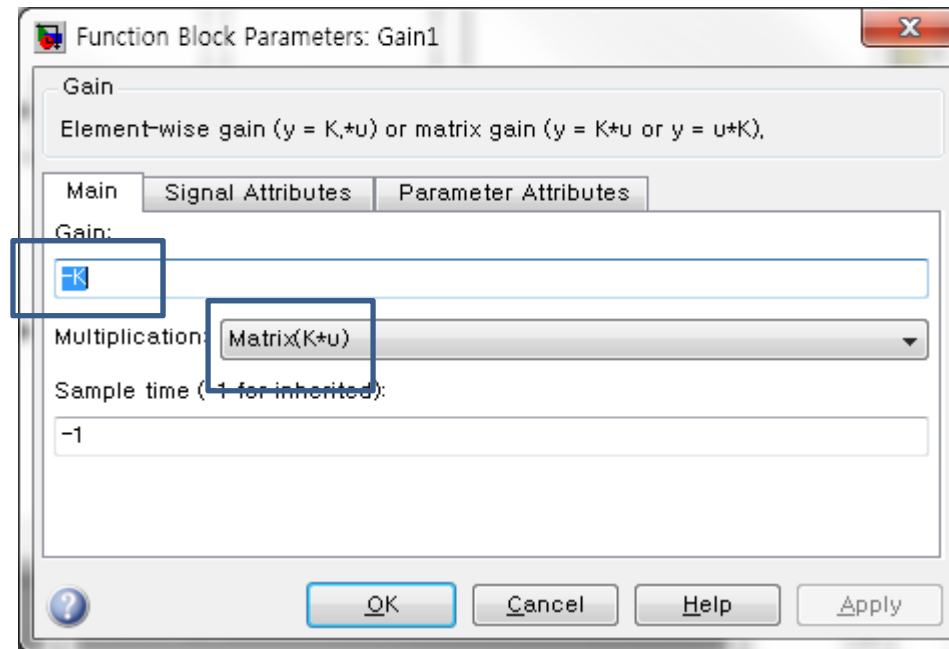 Function Block Parameters: Gain1
x
Gain
Element-wise gain (y = K.*u) or matrix gain (y = K*u or y = u*K).
Main Signal Attributes Parameter Attributes
Gain:
-K
Multiplication: Matrix(K*u)
Sample time (-1 for inherited):
-1
?
OK Cancel Help Apply